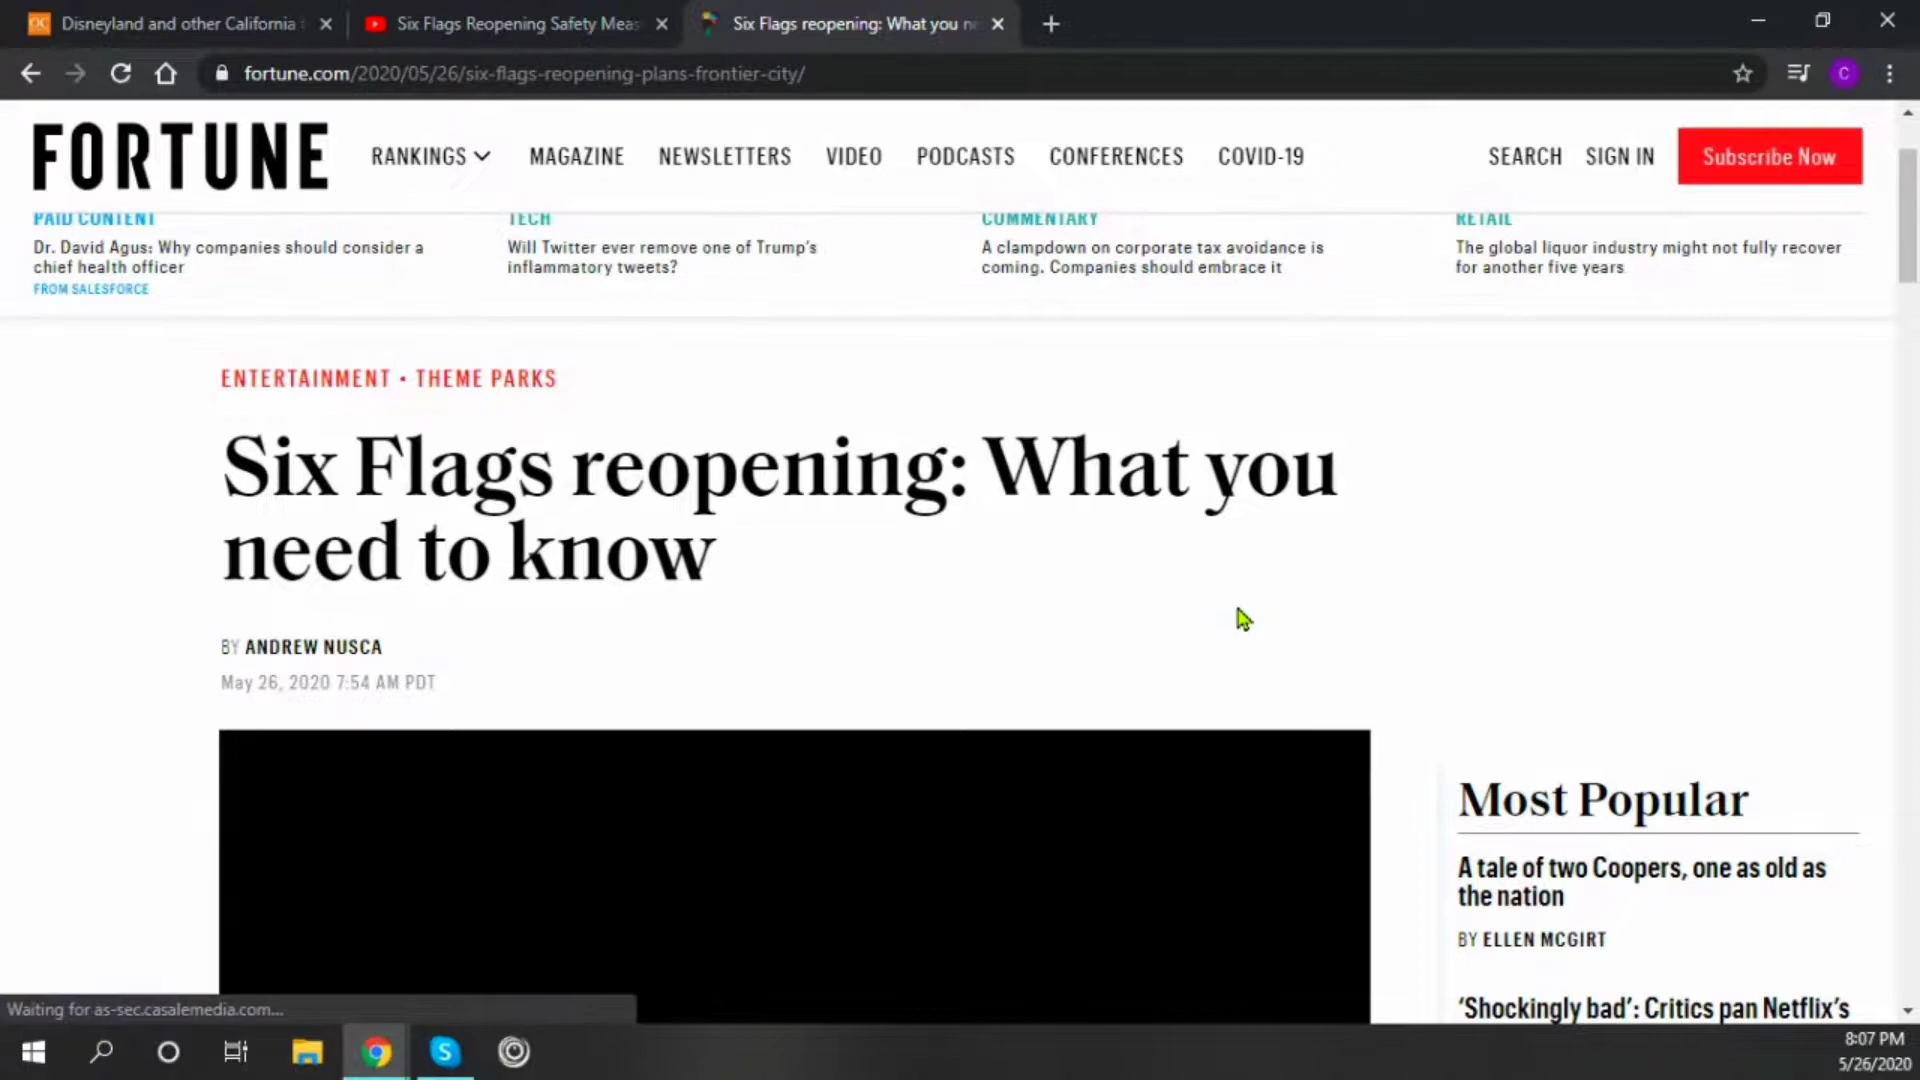 Disneyland and other California
Six Flags Reopening Safety Meas
Six Flags reopening: What you ne
fortune.com/2020/05/26/six-flags-reopening-plans-frontier-city/
C
FORTUNE
RANKINGS
MAGAZINE
NEWSLETTERS
VIDEO
PODCASTS
CONFERENCES
COVID-19
SEARCH
SIGN IN
Subscribe Now
PAID CONTENT
Dr. David Agus: Why companies should consider a
chief health officer
FROM SALESFORCE
TECH
Will Twitter ever remove one of Trump's
inflammatory tweets?
COMMENTARY
A clampdown on corporate tax avoidance is
coming. Companies should embrace it
RETAIL
The global liquor industry might not fully recover
for another five years
ENTERTAINMENT • THEME PARKS
Six Flags reopening: What you
need to know
BY ANDREW NUSCA
May 26, 2020 7:54 AM PDT
Most Popular
A tale of two Coopers, one as old as
the nation
BY ELLEN MCGIRT
'Shockingly bad': Critics pan Netflix's
Waiting for as-sec.casalemedia.com...
8:07 PM
5/26/2020